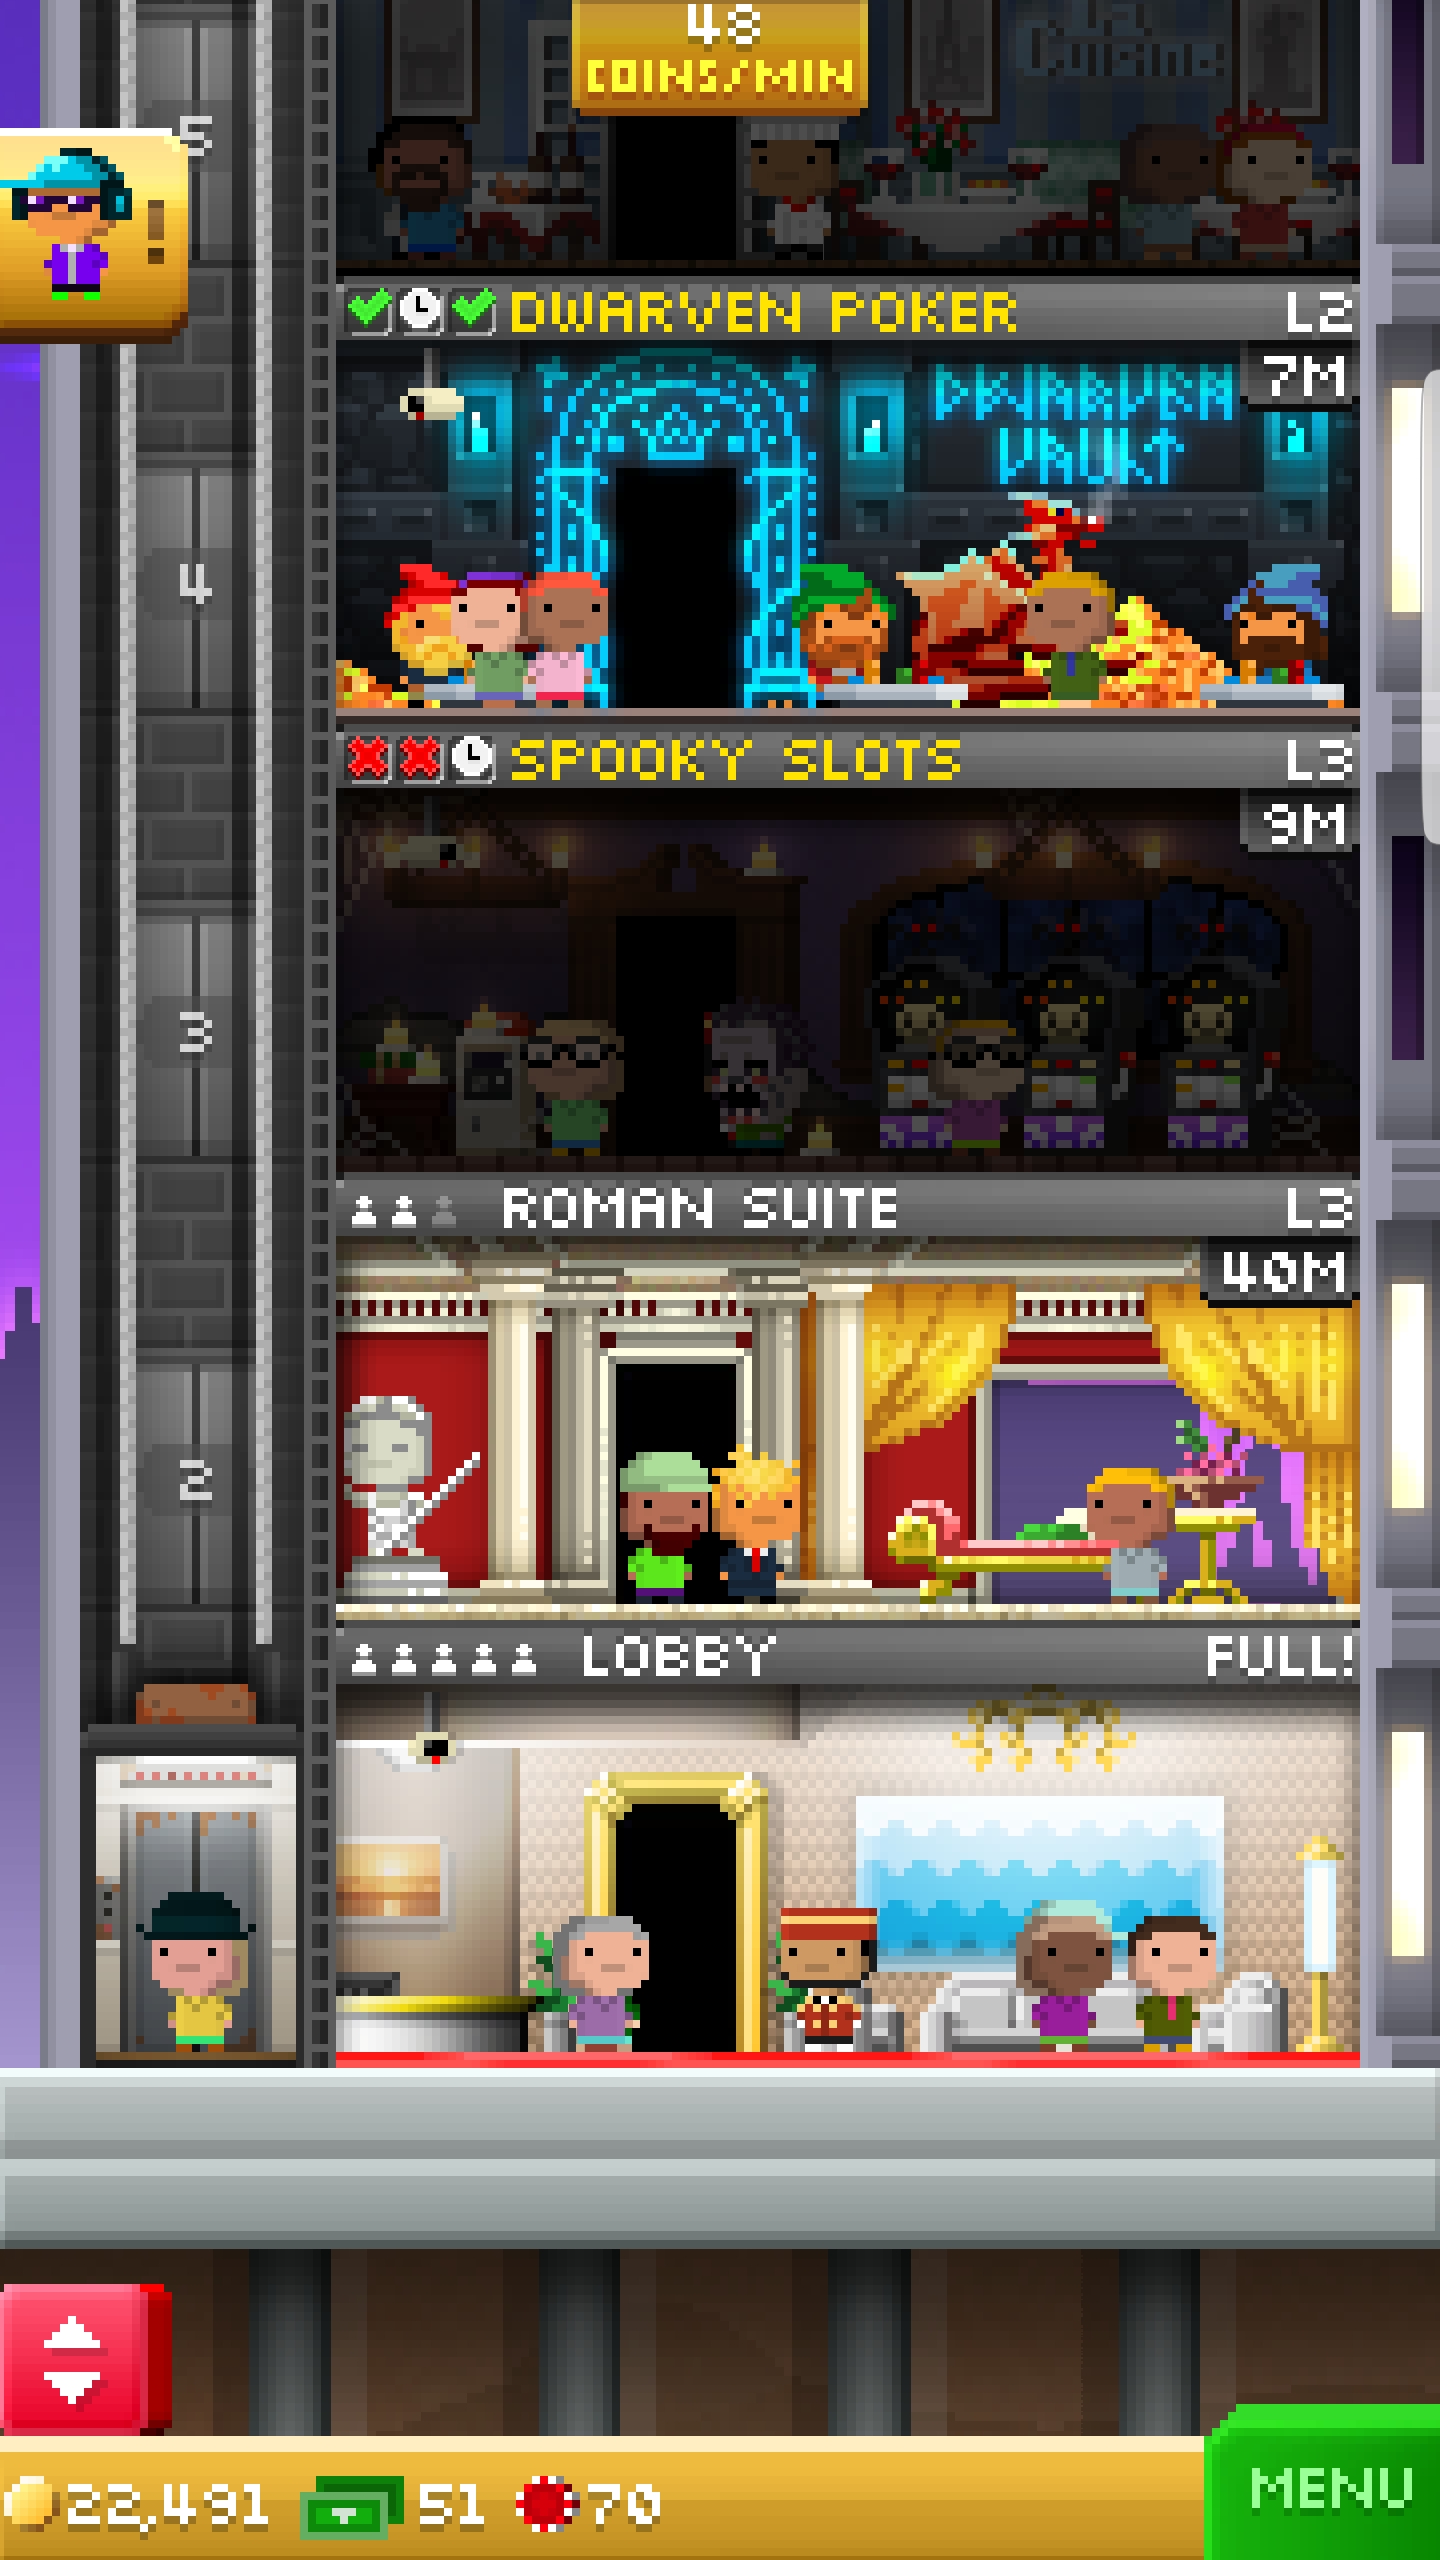 48
COINS/MIN
La
Cuisine
5
!
DWARVEN POKER L2
7M
DWARVEN
VAULT
4
SPOOKY SLOTS L3
9M
3
ROMAN SUITE L3
40M
2
LOBBY FULL!
22,491 51 70
MENU